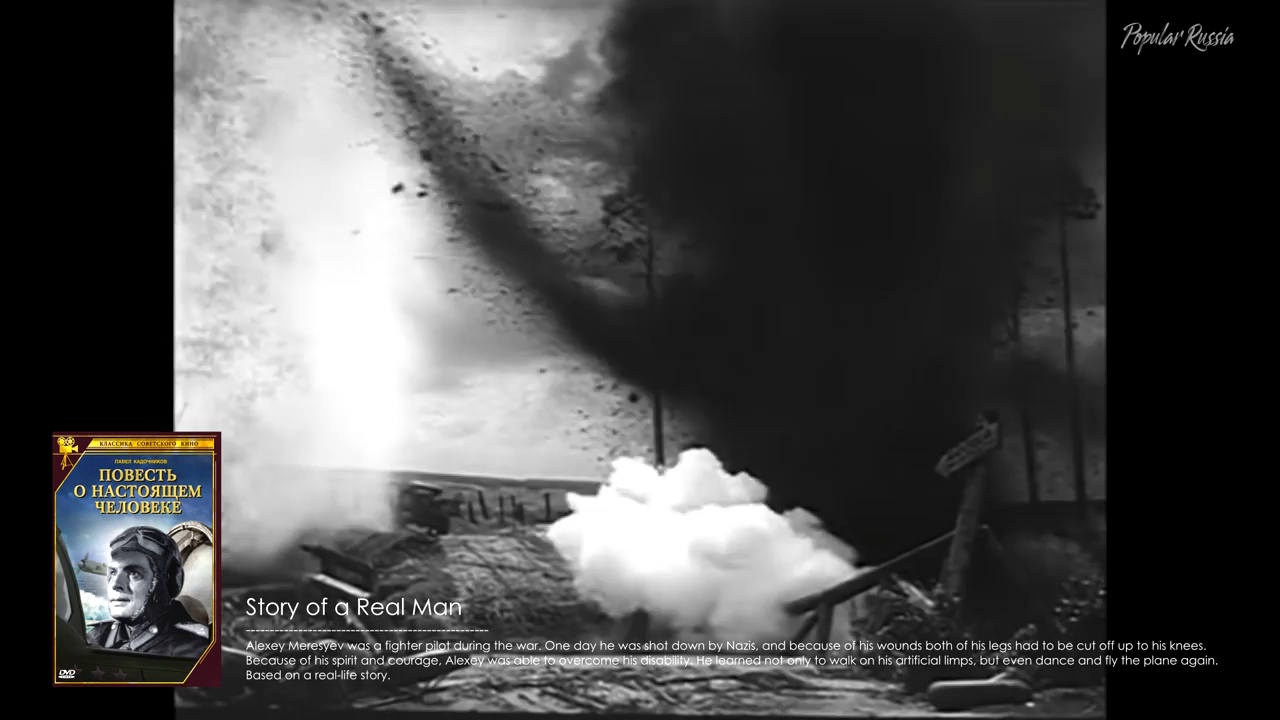 Popular Russia
КЛАССИКА СОВЕТСКОГО КИНО
ПАВЕЛ КАДОЧНИКОВ
ПОВЕСТЬ
О НАСТОЯЩЕМ
ЧЕЛОВЕКЕ
DVD
Story of a Real Man
--------------------------------------------------
Alexey Meresyev was a fighter pilot during the war. One day he was shot down by Nazis, and because of his wounds both of his legs had to be cut off up to his knees.
Because of his spirit and courage, Alexey was able to overcome his disability. He learned not only to walk on his artificial limps, but even dance and fly the plane again.
Based on a real-life story.